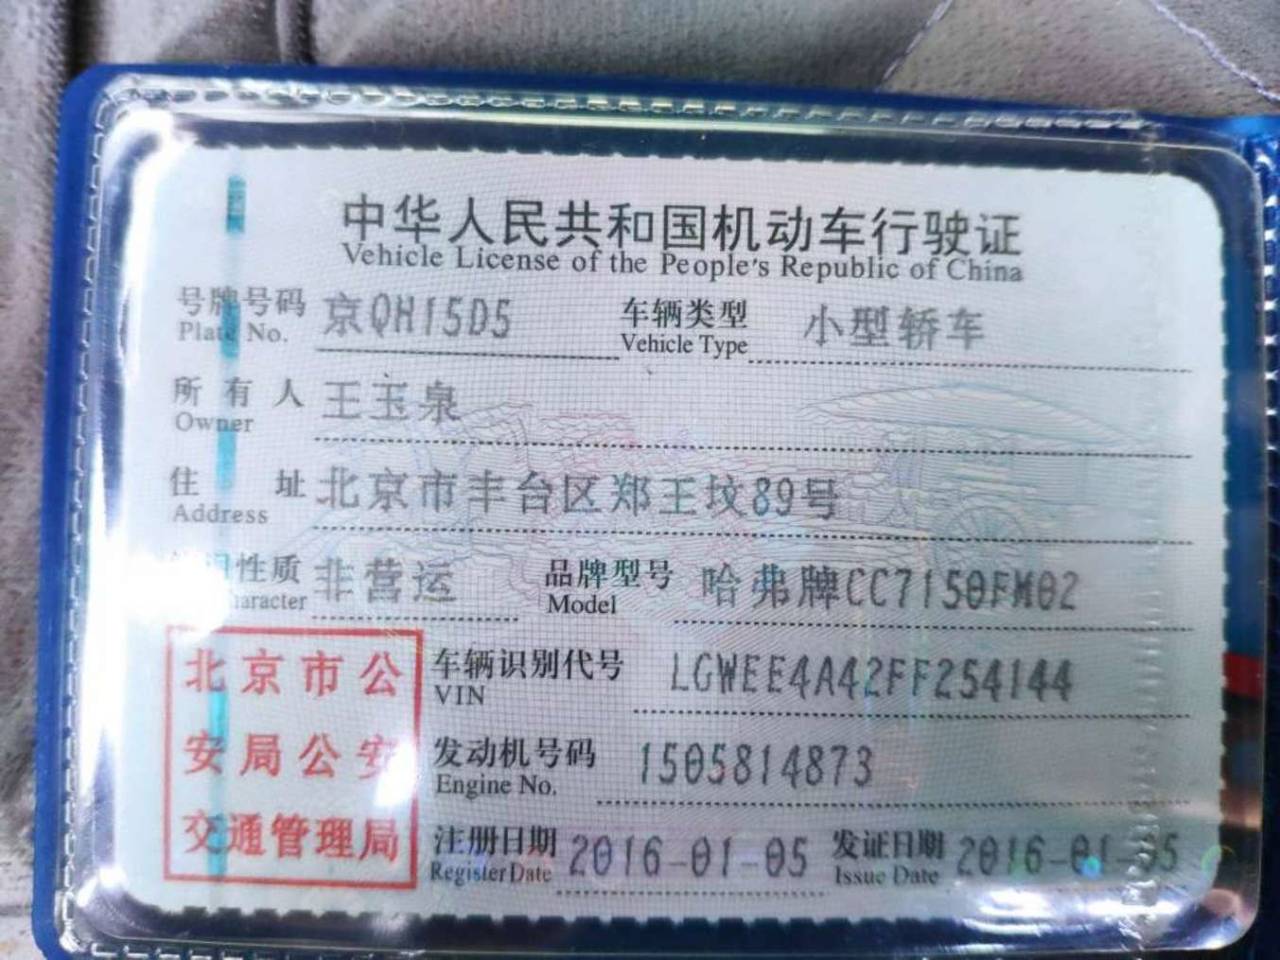 中华人民共和国机动车行驶证
Vehicle License of the People's Republic of China
号牌号码 京QH15D5 车辆类型 小型轿车
Plate No. Vehicle Type
所有人 王玉泉
Owner
住址 北京市丰台区郑王坟89号
Address
性质 非营运 品牌型号 哈弗牌CC7150FM02
Character Model
北京市公 车辆识别代号 LGWEE4A42FF254144
VIN
安局公安 发动机号码 1505814873
Engine No.
交通管理局 注册日期 2016-01-05 发证日期 2016-01-05
Register Date Issue Date